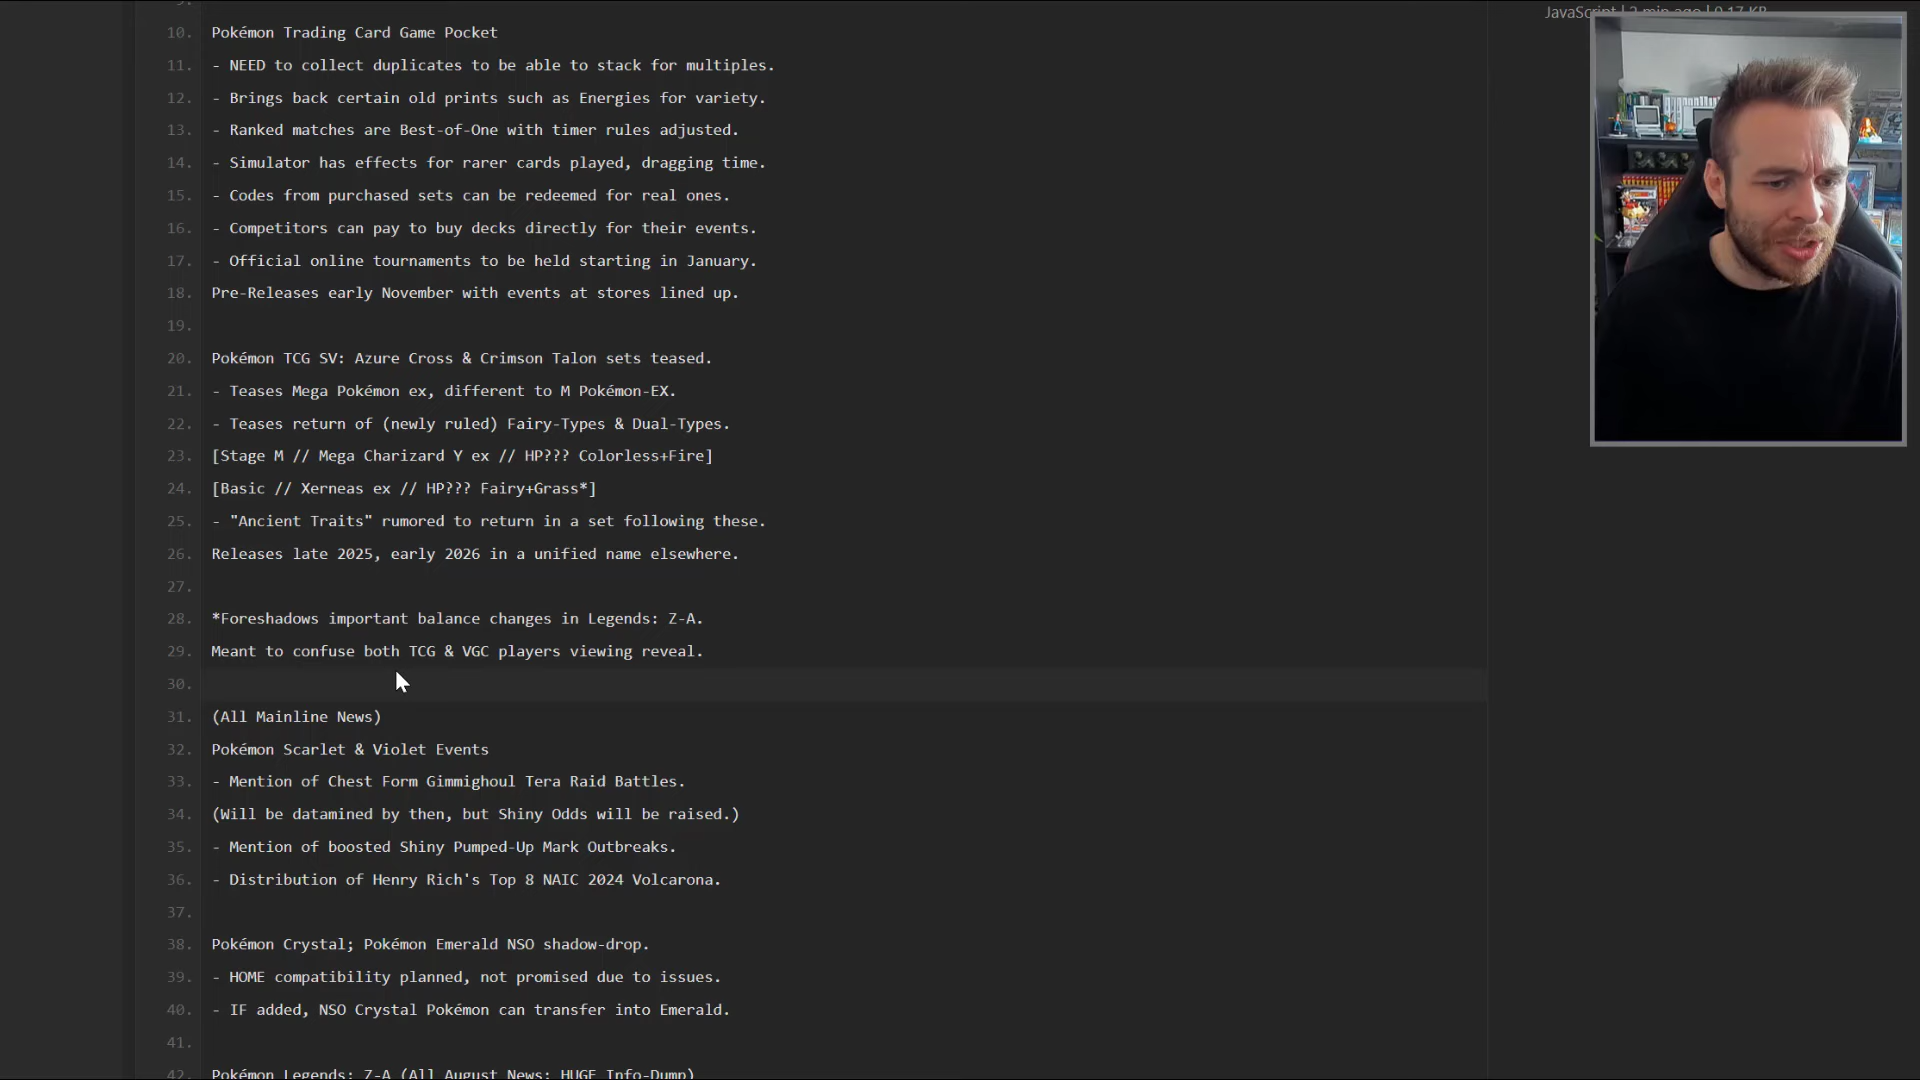 JavaScript | 2 min ago | 9.17 KB
9.
10. Pokémon Trading Card Game Pocket
11. - NEED to collect duplicates to be able to stack for multiples.
12. - Brings back certain old prints such as Energies for variety.
13. - Ranked matches are Best-of-One with timer rules adjusted.
14. - Simulator has effects for rarer cards played, dragging time.
15. - Codes from purchased sets can be redeemed for real ones.
16. - Competitors can pay to buy decks directly for their events.
17. - Official online tournaments to be held starting in January.
18. Pre-Releases early November with events at stores lined up.
19.
20. Pokémon TCG SV: Azure Cross & Crimson Talon sets teased.
21. - Teases Mega Pokémon ex, different to M Pokémon-EX.
22. - Teases return of (newly ruled) Fairy-Types & Dual-Types.
23. [Stage M // Mega Charizard Y ex // HP??? Colorless+Fire]
24. [Basic // Xerneas ex // HP??? Fairy+Grass*]
25. - "Ancient Traits" rumored to return in a set following these.
26. Releases late 2025, early 2026 in a unified name elsewhere.
27.
28. *Foreshadows important balance changes in Legends: Z-A.
29. Meant to confuse both TCG & VGC players viewing reveal.
30.
31. (All Mainline News)
32. Pokémon Scarlet & Violet Events
33. - Mention of Chest Form Gimmighoul Tera Raid Battles.
34. (Will be datamined by then, but Shiny Odds will be raised.)
35. - Mention of boosted Shiny Pumped-Up Mark Outbreaks.
36. - Distribution of Henry Rich's Top 8 NAIC 2024 Volcarona.
37.
38. Pokémon Crystal; Pokémon Emerald NSO shadow-drop.
39. - HOME compatibility planned, not promised due to issues.
40. - IF added, NSO Crystal Pokémon can transfer into Emerald.
41.
42. Pokémon Legends: Z-A (All August News; HUGE Info-Dump)